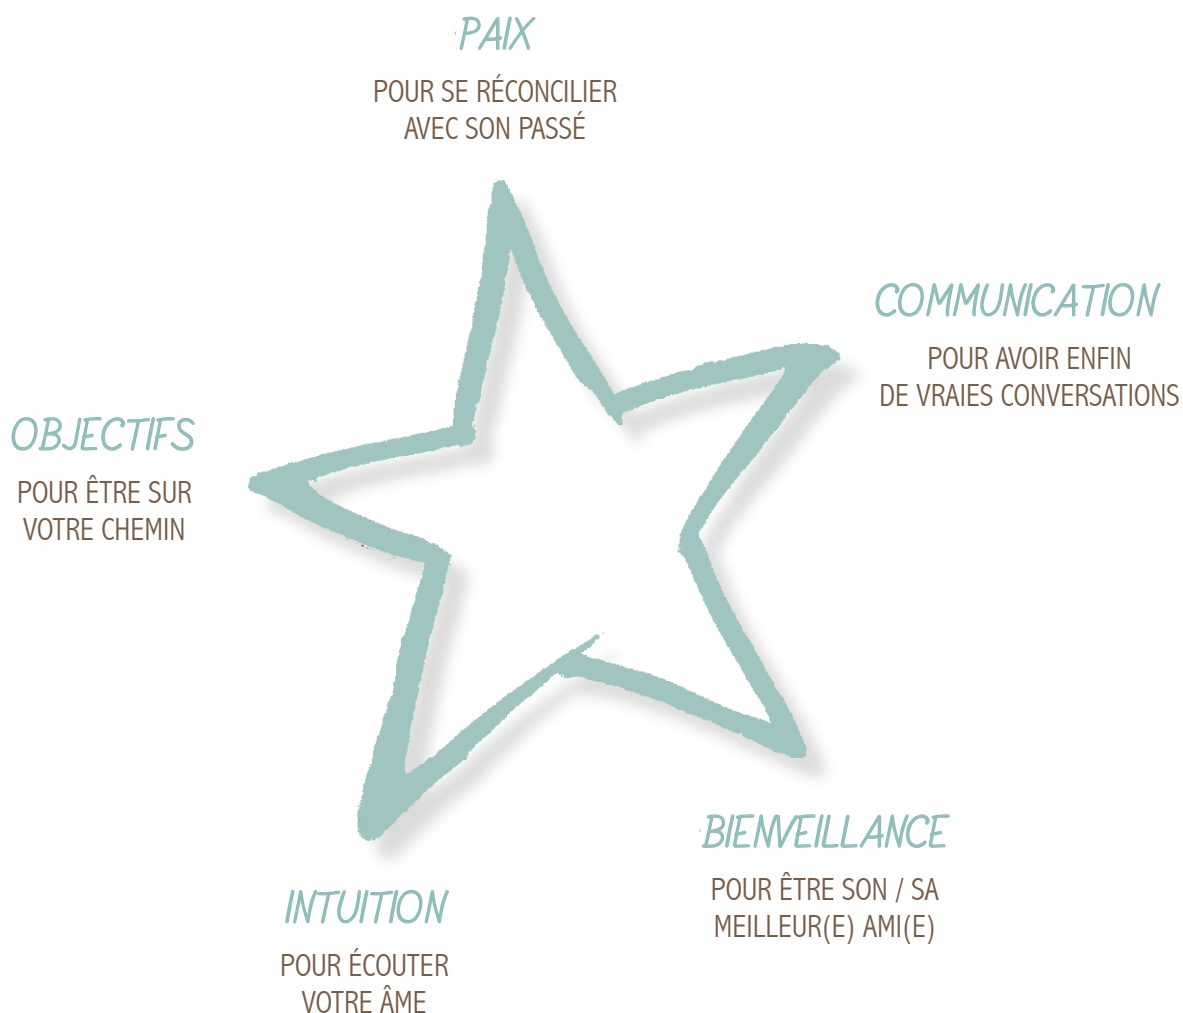 PAIX
POUR SE RÉCONCILIER
AVEC SON PASSÉ
COMMUNICATION
POUR AVOIR ENFIN
DE VRAIES CONVERSATIONS
OBJECTIFS
POUR ÊTRE SUR
VOTRE CHEMIN
BIENVEILLANCE
POUR ÊTRE SON / SA
MEILLEUR(E) AMI(E)
INTUITION
POUR ÉCOUTER
VOTRE ÂME